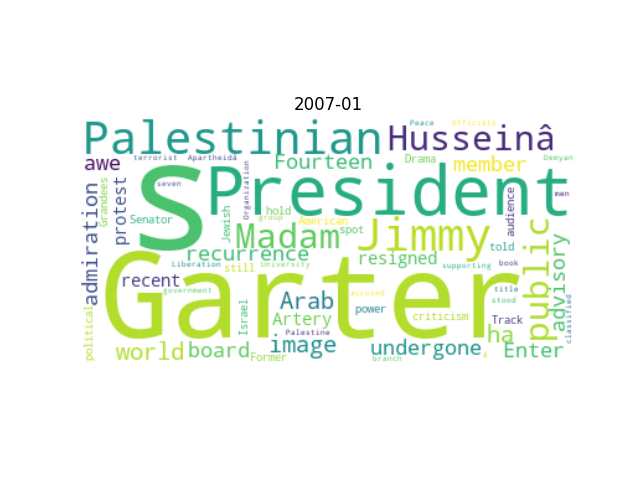 2007-01
Peace Officials
Palestinian Husseinâ
awe terrorist Apartheidâ Fourteen Drama member Demyan
seven Organization men
admiration Grandees protest S President audience
Senator Jewish hold group American spot
Madam Jimmy told public advisory
recurrence resigned
Liberation still University supporting book
recent Garter title
government accused stood classified
political Israel Arab power
Artery criticism Track
Palestine ha
world board image undergone Enter
Former branch